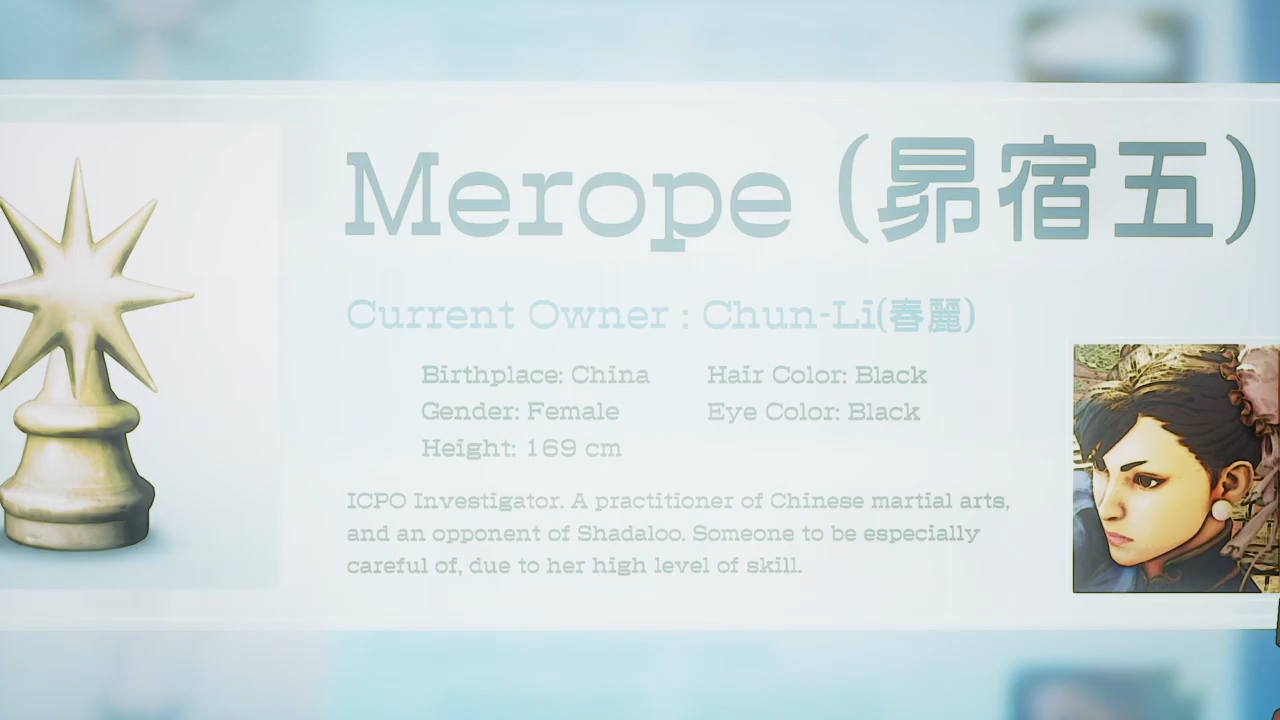 Merope (昴宿五)
Current Owner : Chun-Li(春麗)
Birthplace: China Hair Color: Black
Gender: Female Eye Color: Black
Height: 169 cm
ICPO Investigator. A practitioner of Chinese martial arts,
and an opponent of Shadaloo. Someone to be especially
careful of, due to her high level of skill.